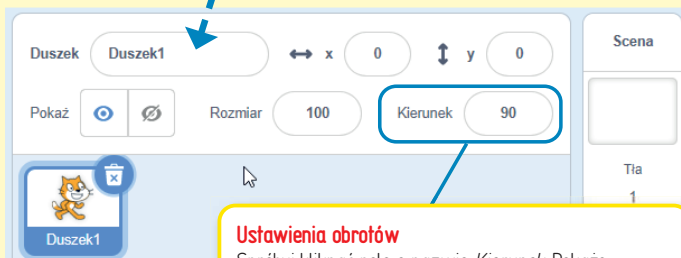 Duszek Duszek1 x 0 y 0 Scena
Pokaż Rozmiar 100 Kierunek 90
Tła
1
Duszek1
Ustawienia obrotów